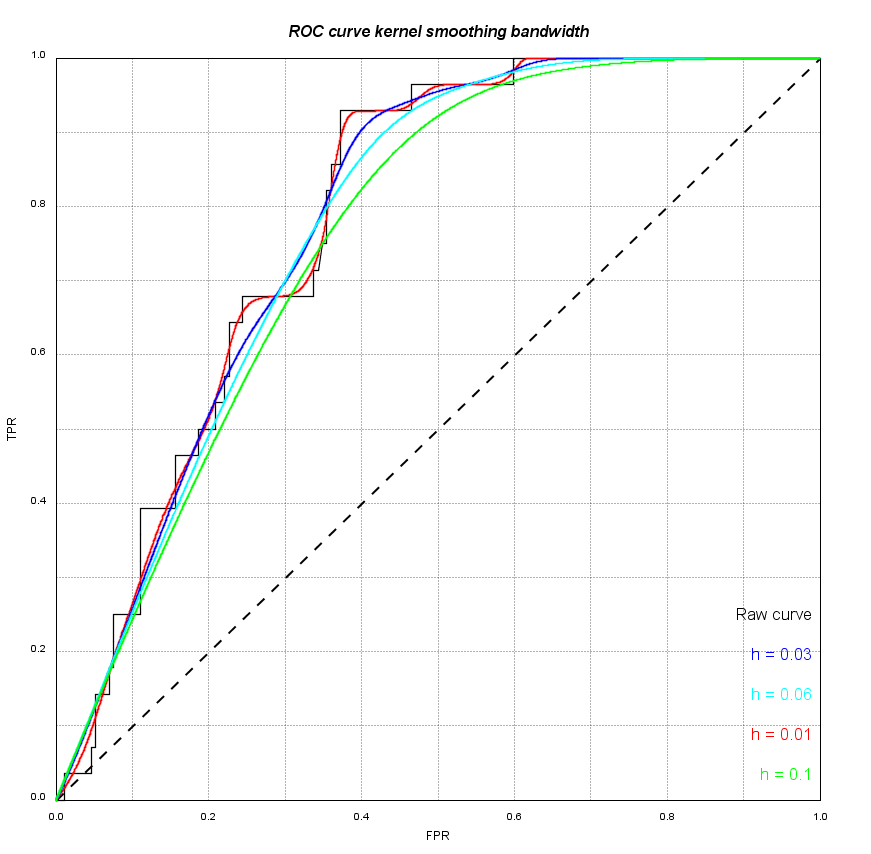 ROC curve kernel smoothing bandwidth
1.0
0.8
0.6
0.4
0.2
0.0
TPR
Raw curve
h = 0.03
h = 0.06
h = 0.01
h = 0.1
0.0 0.2 0.4 0.6 0.8 1.0
FPR